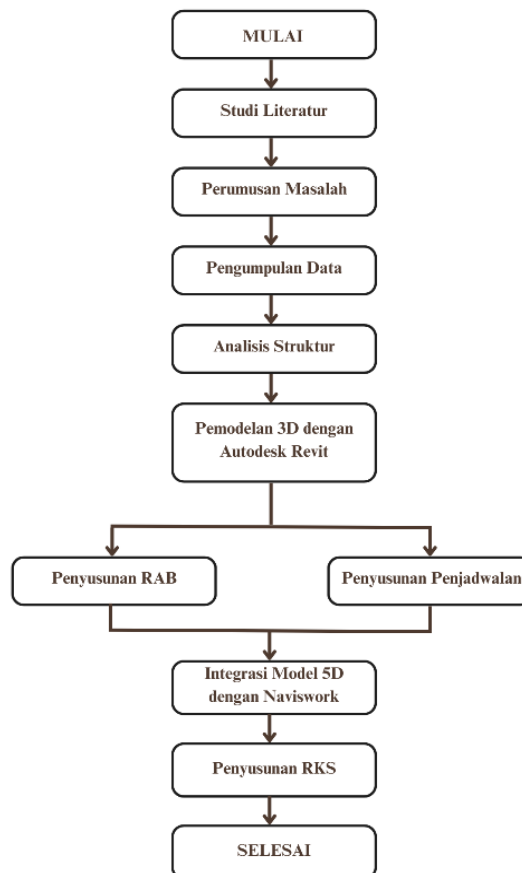 MULAI
Studi Literatur
Perumusan Masalah
Pengumpulan Data
Analisis Struktur
Pemodelan 3D dengan
Autodesk Revit
Penyusunan RAB
Penyusunan Penjadwalan
Integrasi Model 5D
dengan Naviswork
Penyusunan RKS
SELESAI